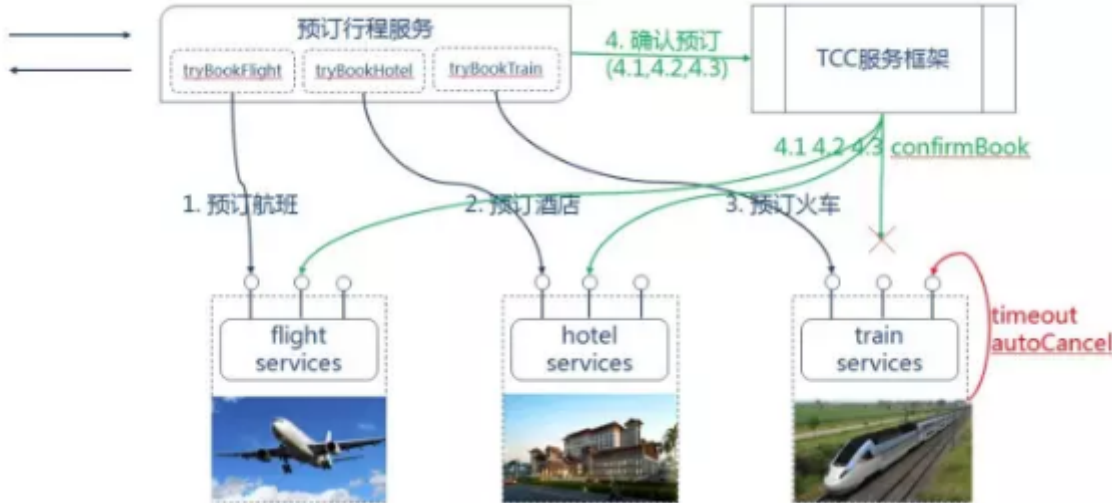 预订行程服务
tryBookFlight
tryBookHotel
tryBookTrain
4. 确认预订
(4.1,4.2,4.3)
TCC服务框架
4.1 4.2 4.3 confirmBook
1. 预订航班
2. 预订酒店
3. 预订火车
flight
services
hotel
services
train
services
timeout
autoCancel